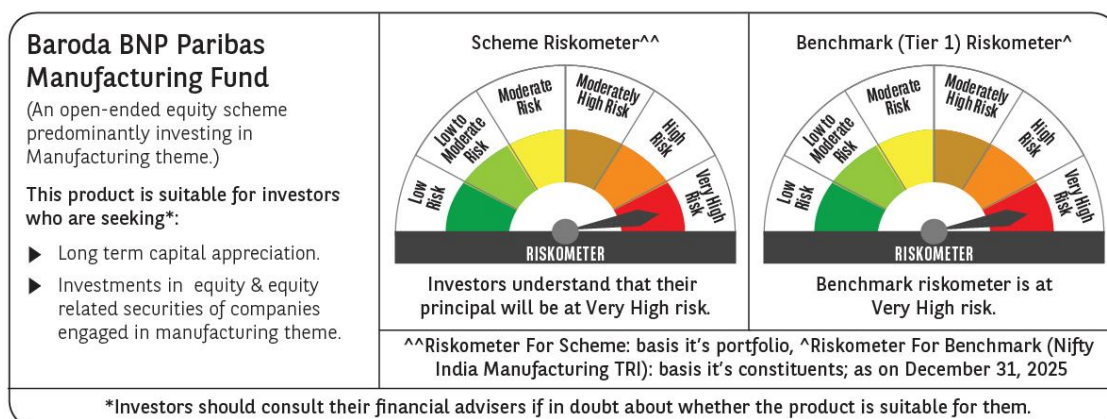 Baroda BNP Paribas
Manufacturing Fund
(An open-ended equity scheme
predominantly investing in
Manufacturing theme.)
This product is suitable for investors
who are seeking*:
▶ Long term capital appreciation.
▶ Investments in equity & equity
related securities of companies
engaged in manufacturing theme.
Scheme Riskometer^^
Low
Risk
Low to
Moderate
Risk
Moderate
Risk
Moderately
High Risk
High
Risk
Very High
Risk
RISKOMETER
Investors understand that their
principal will be at Very High risk.
Benchmark (Tier 1) Riskometer^
Low
Risk
Low to
Moderate
Risk
Moderate
Risk
Moderately
High Risk
High
Risk
Very High
Risk
RISKOMETER
Benchmark riskometer is at
Very High risk.
^^Riskometer For Scheme: basis it's portfolio, ^Riskometer For Benchmark (Nifty
India Manufacturing TRI): basis it's constituents; as on December 31, 2025
*Investors should consult their financial advisers if in doubt about whether the product is suitable for them.